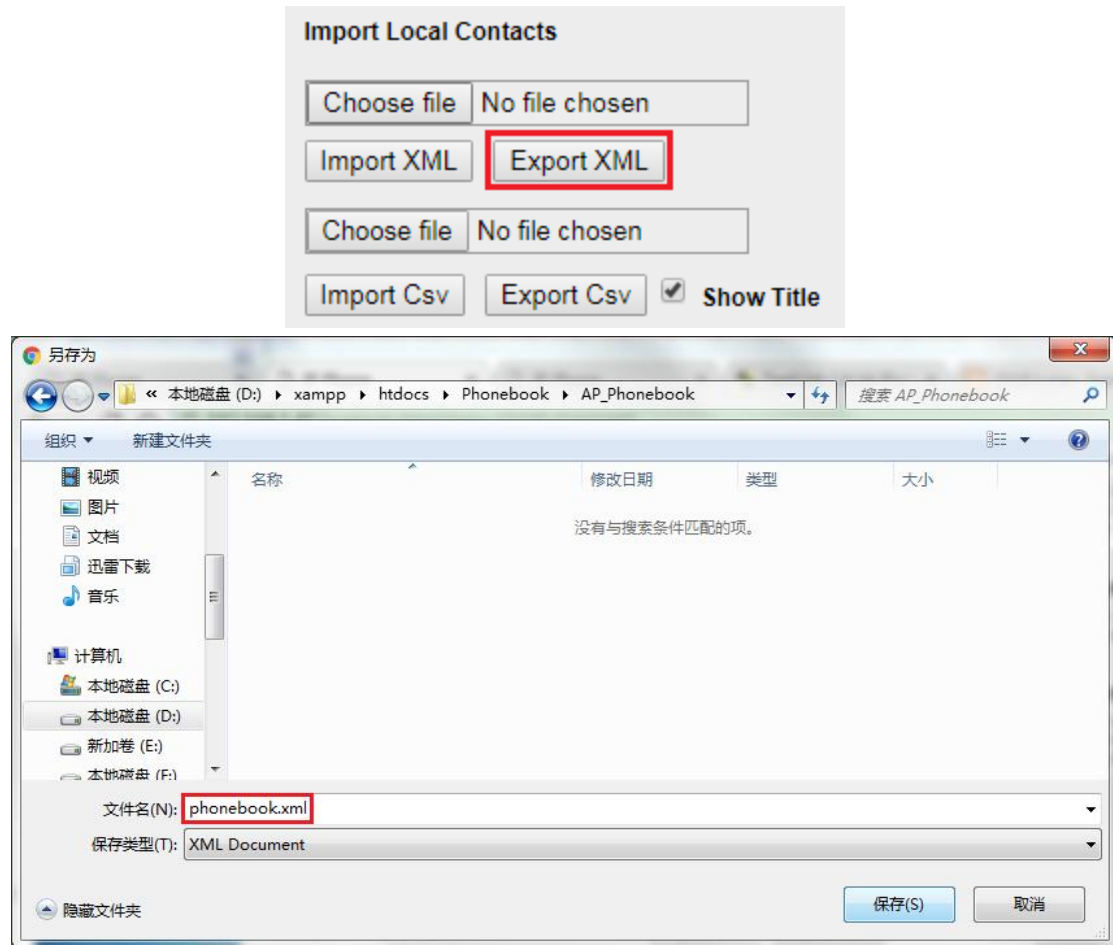 Import Local Contacts
Choose file No file chosen
Import XML Export XML
Choose file No file chosen
Import Csv Export Csv Show Title
另存为
« 本地磁盘 (D:) ▸ xampp ▸ htdocs ▸ Phonebook ▸ AP_Phonebook 搜索 AP_Phonebook
组织 新建文件夹
名称 修改日期 类型 大小
没有与搜索条件匹配的项。
视频
图片
文档
迅雷下载
音乐
计算机
本地磁盘 (C:)
本地磁盘 (D:)
新加卷 (E:)
本地磁盘 (F:)
文件名(N): phonebook.xml
保存类型(T): XML Document
隐藏文件夹 保存(S) 取消